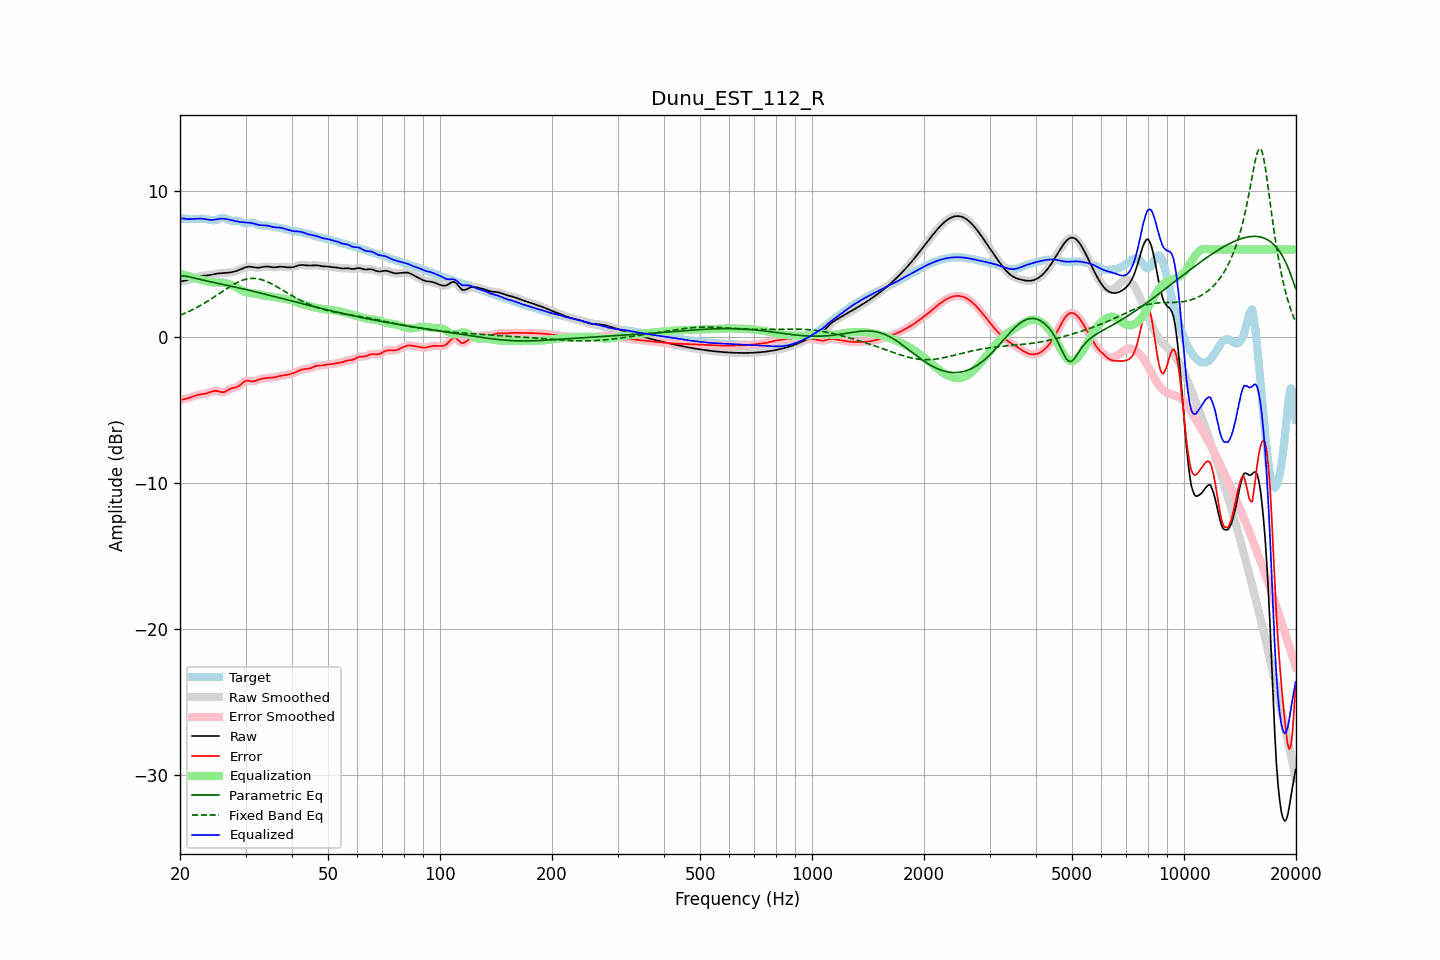 Dunu_EST_112_R
Amplitude (dBr)
10
0
−10
−20
−30
Target
Raw Smoothed
Error Smoothed
Raw
Error
Equalization
Parametric Eq
Fixed Band Eq
Equalized
20 50 100 200 500 1000 2000 5000 10000 20000
Frequency (Hz)